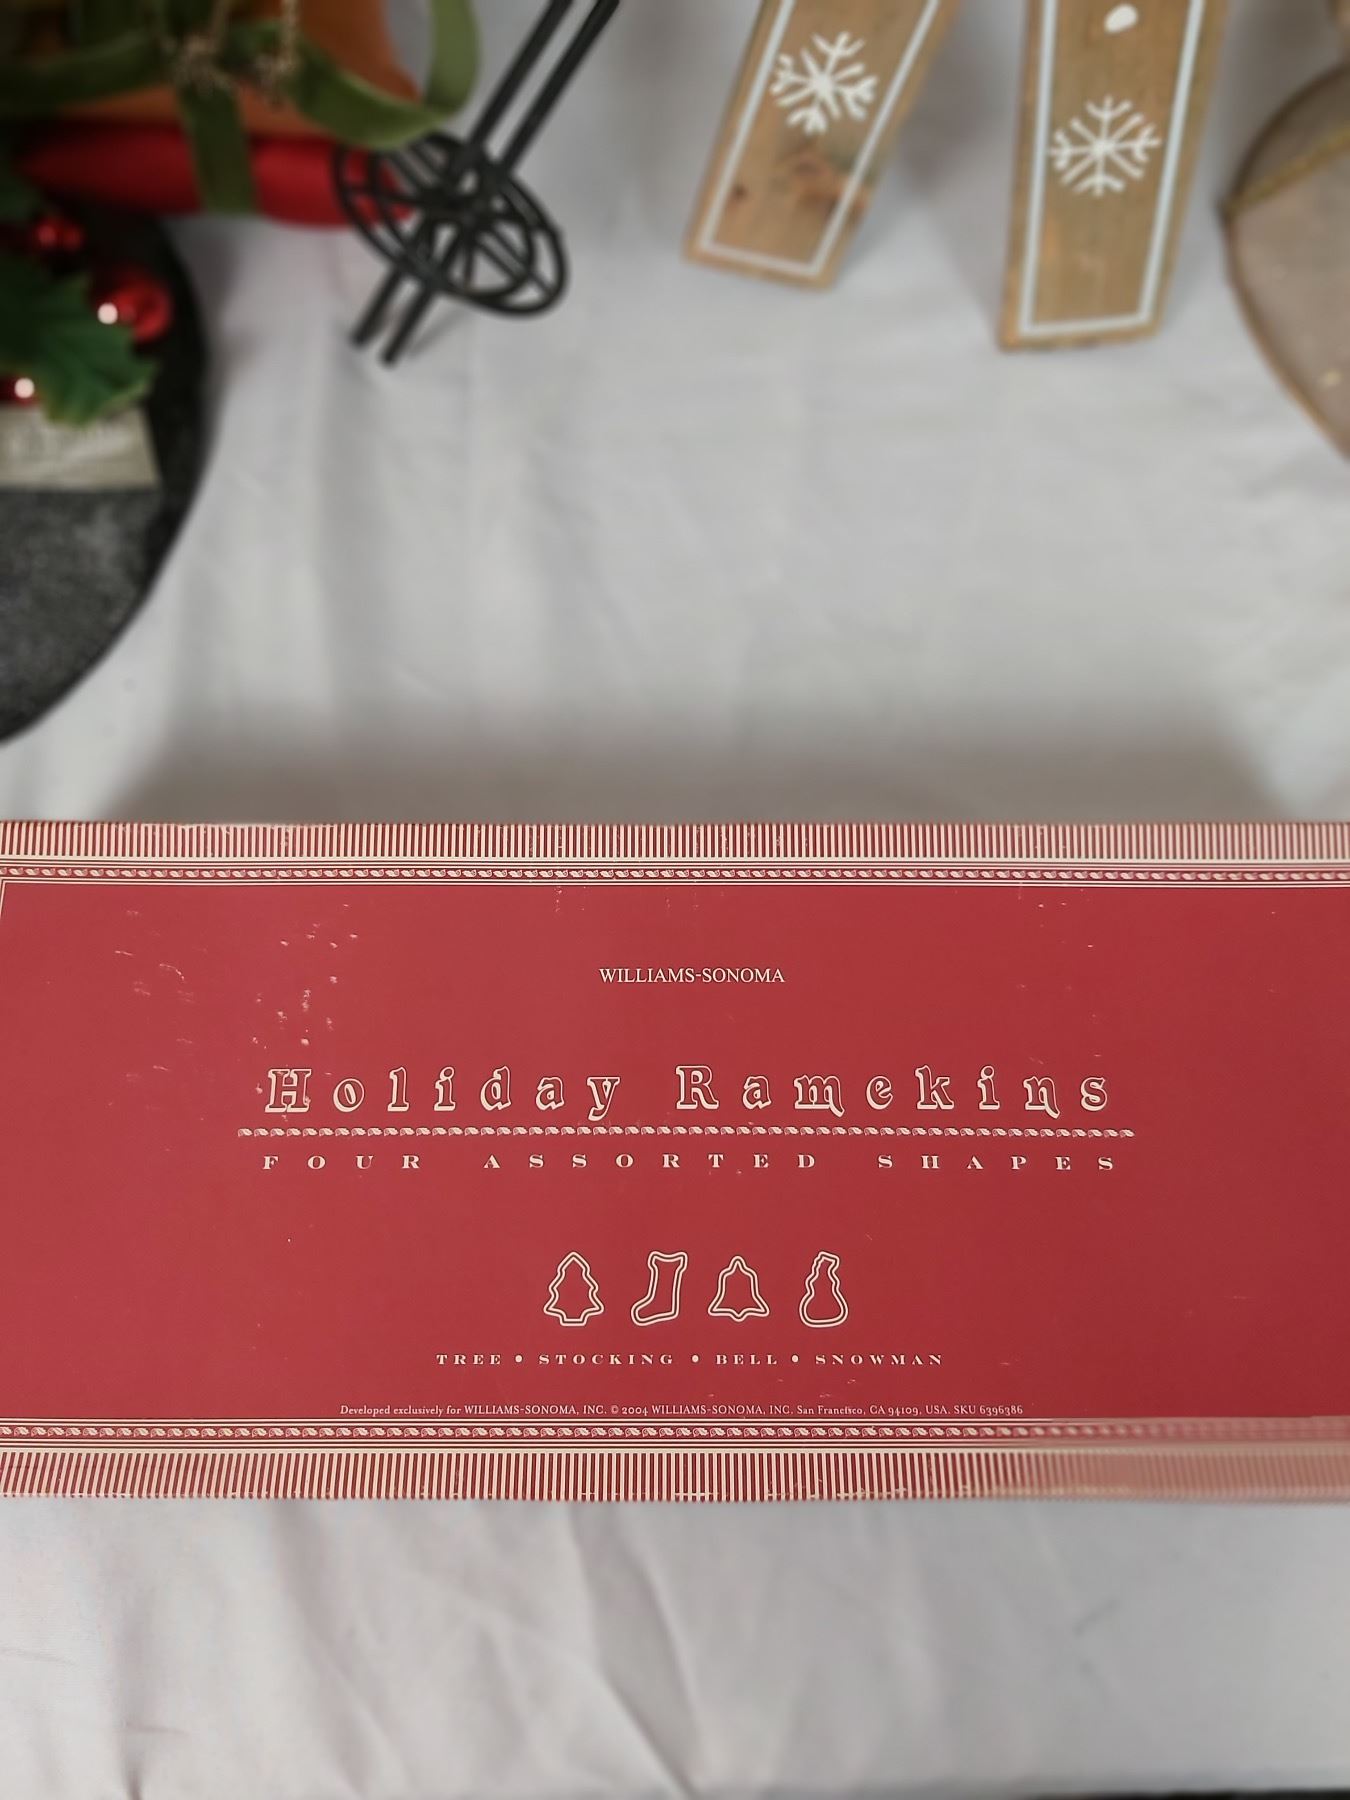 WILLIAMS-SONOMA
Holiday Ramekins
FOUR ASSORTED SHAPES
TREE • STOCKING • BELL • SNOWMAN
Developed exclusively for WILLIAMS-SONOMA, INC. © 2004 WILLIAMS-SONOMA, INC. San Francisco, CA 94109, USA. SKU 6396386